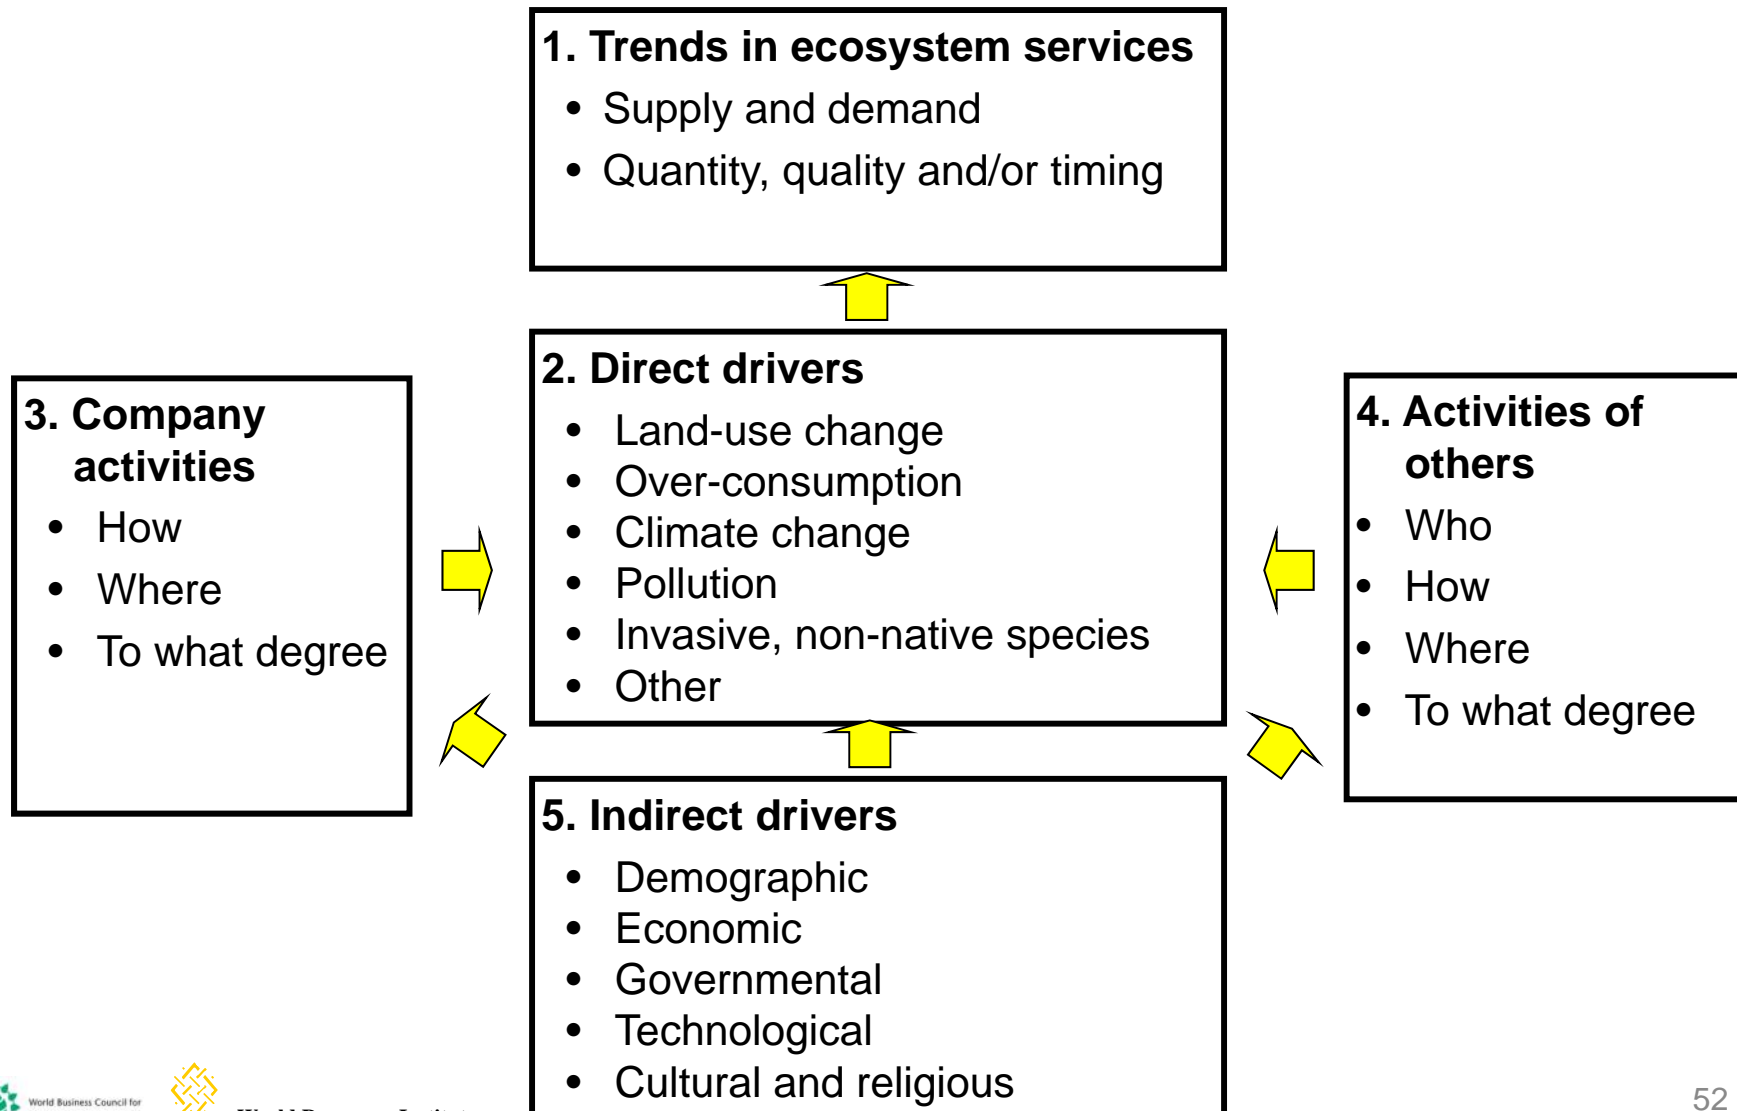 1. Trends in ecosystem services
• Supply and demand
• Quantity, quality and/or timing
2. Direct drivers
• Land-use change
• Over-consumption
• Climate change
• Pollution
• Invasive, non-native species
• Other
3. Company
activities
• How
• Where
• To what degree
4. Activities of
others
• Who
• How
• Where
• To what degree
5. Indirect drivers
• Demographic
• Economic
• Governmental
• Technological
• Cultural and religious
World Business Council for
52